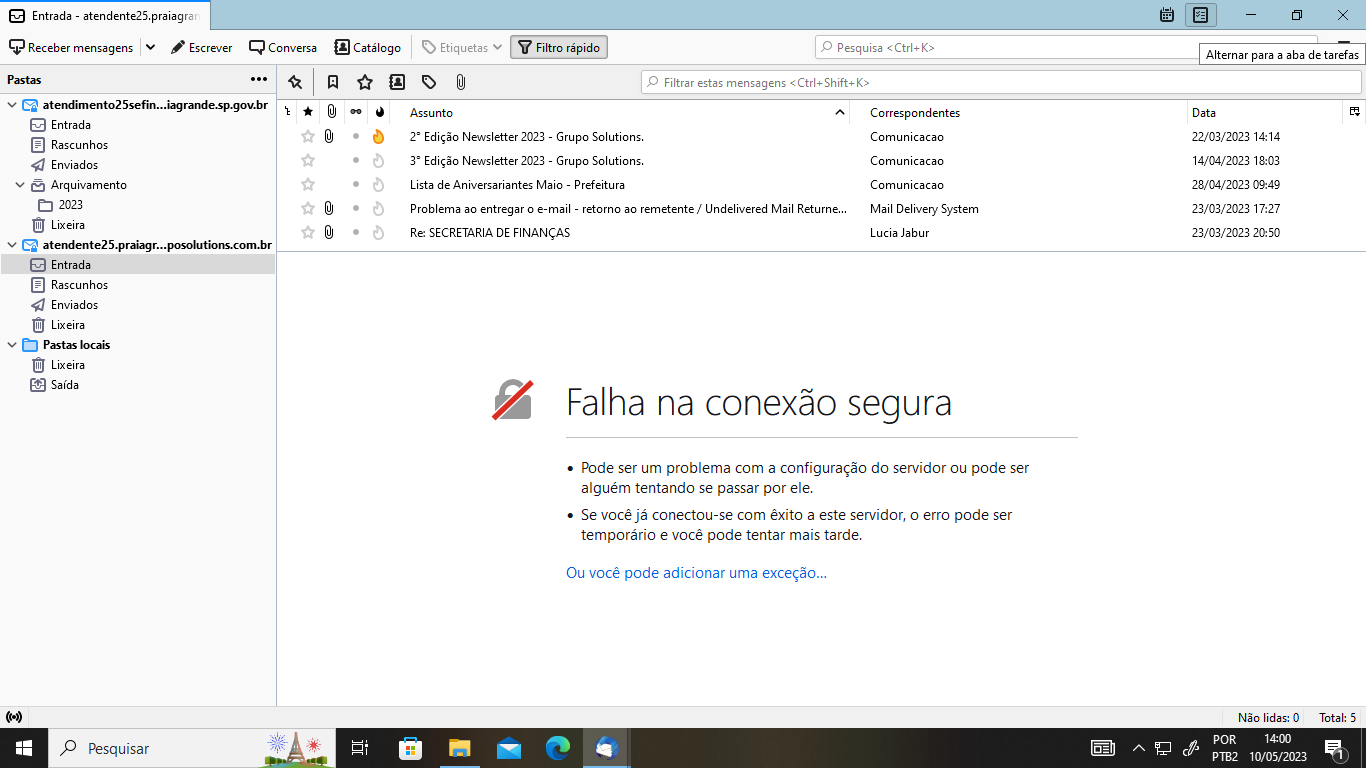 Entrada - atendente25.praiagran
Receber mensagens
Escrever
Conversa
Catálogo
Etiquetas
Filtro rápido
Pesquisa <Ctrl+K>
Alternar para a aba de tarefas
Pastas
Filtrar estas mensagens <Ctrl+Shift+K>
atendimento25sefin...iagrande.sp.gov.br
Entrada
Rascunhos
Enviados
Arquivamento
2023
Lixeira
atendente25.praiagr...posolutions.com.br
Entrada
Rascunhos
Enviados
Lixeira
Pastas locais
Lixeira
Saída
Assunto Correspondentes Data
2° Edição Newsletter 2023 - Grupo Solutions. Comunicacao 22/03/2023 14:14
3° Edição Newsletter 2023 - Grupo Solutions. Comunicacao 14/04/2023 18:03
Lista de Aniversariantes Maio - Prefeitura Comunicacao 28/04/2023 09:49
Problema ao entregar o e-mail - retorno ao remetente / Undelivered Mail Returne... Mail Delivery System 23/03/2023 17:27
Re: SECRETARIA DE FINANÇAS Lucia Jabur 23/03/2023 20:50
Falha na conexão segura
• Pode ser um problema com a configuração do servidor ou pode ser
alguém tentando se passar por ele.
• Se você já conectou-se com êxito a este servidor, o erro pode ser
temporário e você pode tentar mais tarde.
Ou você pode adicionar uma exceção...
Não lidas: 0 Total: 5
Pesquisar
POR
PTB2
14:00
10/05/2023
1